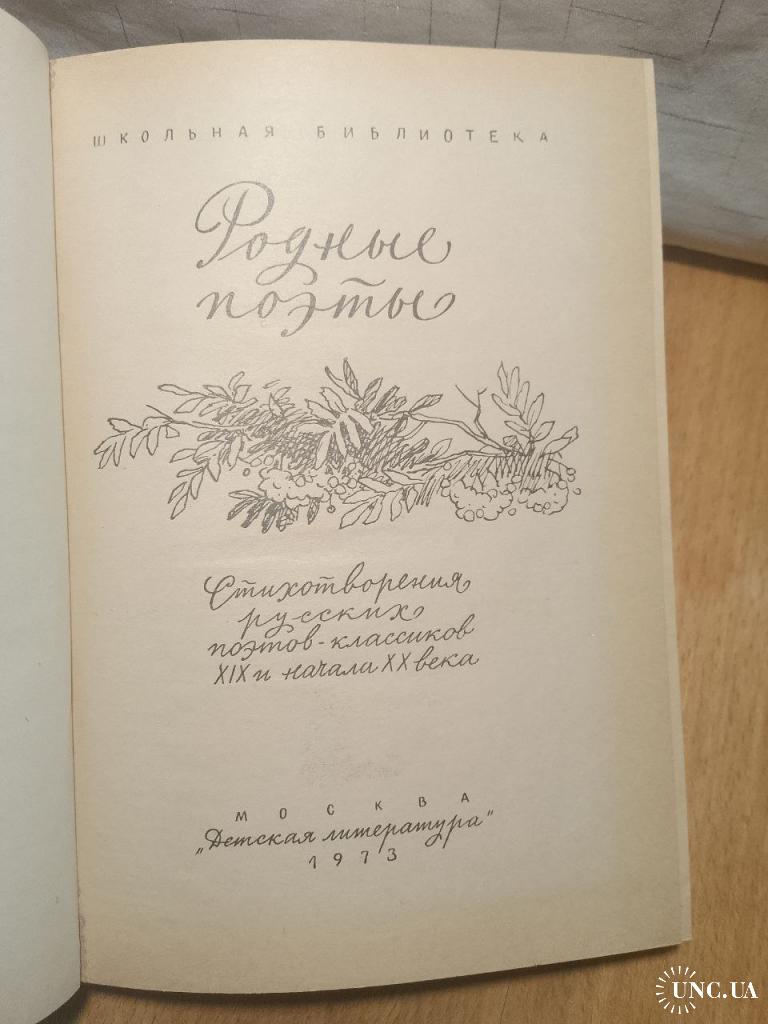 ШКОЛЬНАЯ БИБЛИОТЕКА
Родные
поэты
Стихотворения
русских
поэтов-классиков
XIX и начала XX века
МОСКВА
„Детская литература"
1973
UNC.UA